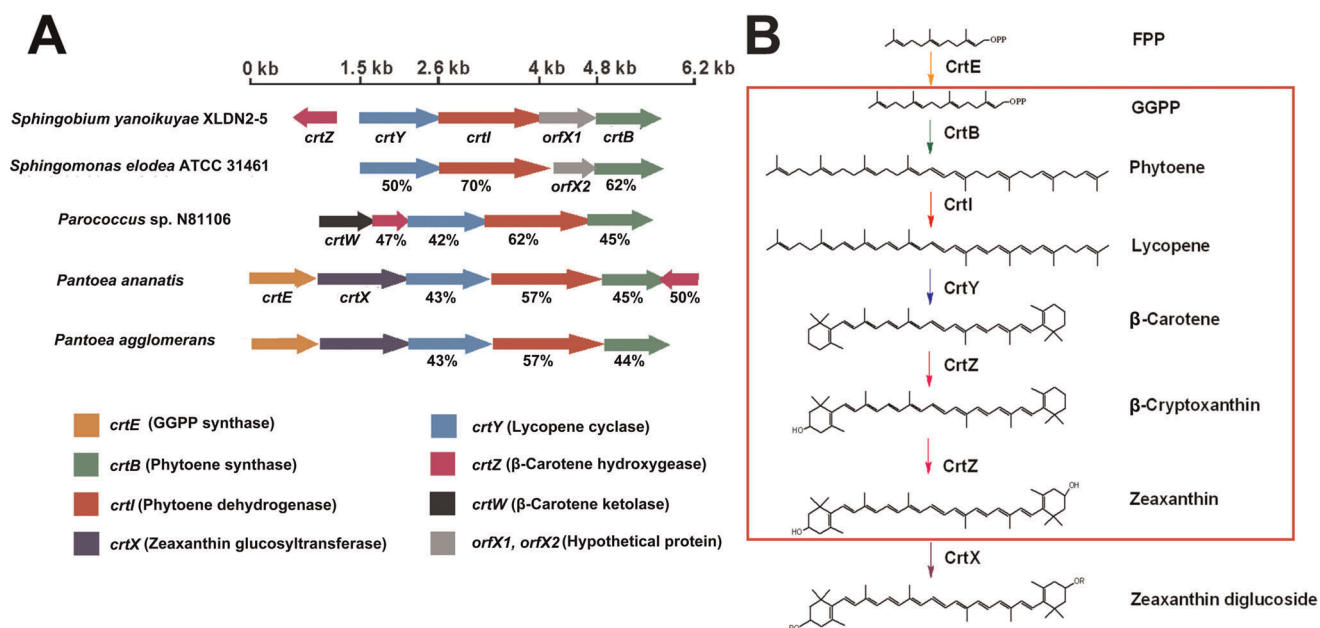 A
0 kb 1.5 kb 2.6 kb 4 kb 4.8 kb 6.2 kb
Sphingobium yanoikuyae XLDN2-5
crtZ crtY crtI orfX1 crtB
Sphingomonas elodea ATCC 31461
50% 70% orfX2 62%
Parococcus sp. N81106
crtW 47% 42% 62% 45%
Pantoea ananatis
crtE crtX 43% 57% 45% 50%
Pantoea agglomerans
43% 57% 44%
crtE (GGPP synthase)
crtB (Phytoene synthase)
crtI (Phytoene dehydrogenase)
crtX (Zeaxanthin glucosyltransferase)
crtY (Lycopene cyclase)
crtZ (β-Carotene hydroxygease)
crtW (β-Carotene ketolase)
orfX1, orfX2 (Hypothetical protein)
B
OPP FPP
CrtE
OPP GGPP
CrtB
Phytoene
CrtI
Lycopene
CrtY
β-Carotene
CrtZ
HO β-Cryptoxanthin
CrtZ
OH
Zeaxanthin
HO
CrtX
OR
Zeaxanthin diglucoside
RO